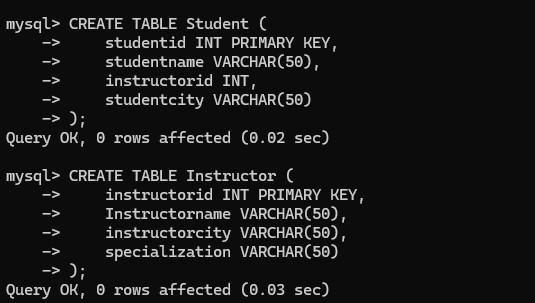 mysql> CREATE TABLE Student (
    ->     studentid INT PRIMARY KEY,
    ->     studentname VARCHAR(50),
    ->     instructorid INT,
    ->     studentcity VARCHAR(50)
    -> );
Query OK, 0 rows affected (0.02 sec)

mysql> CREATE TABLE Instructor (
    ->     instructorid INT PRIMARY KEY,
    ->     Instructorname VARCHAR(50),
    ->     instructorcity VARCHAR(50),
    ->     specialization VARCHAR(50)
    -> );
Query OK, 0 rows affected (0.03 sec)